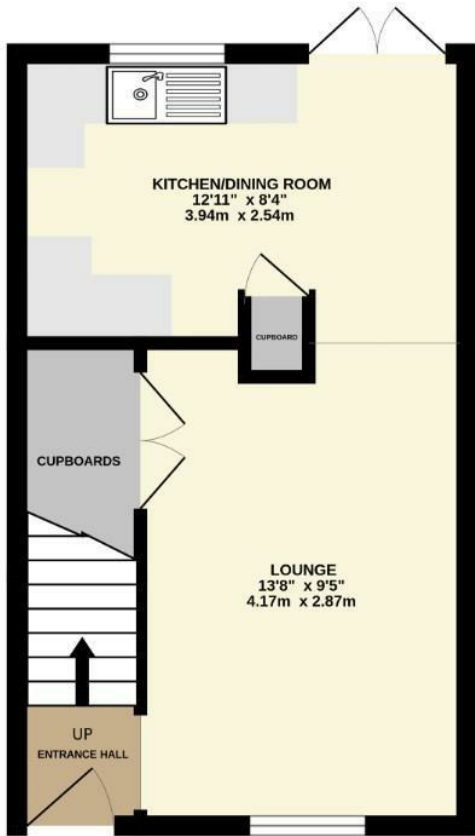 KITCHEN/DINING ROOM
12'11" x 8'4"
3.94m x 2.54m
CUPBOARD
CUPBOARDS
LOUNGE
13'8" x 9'5"
4.17m x 2.87m
UP
ENTRANCE HALL